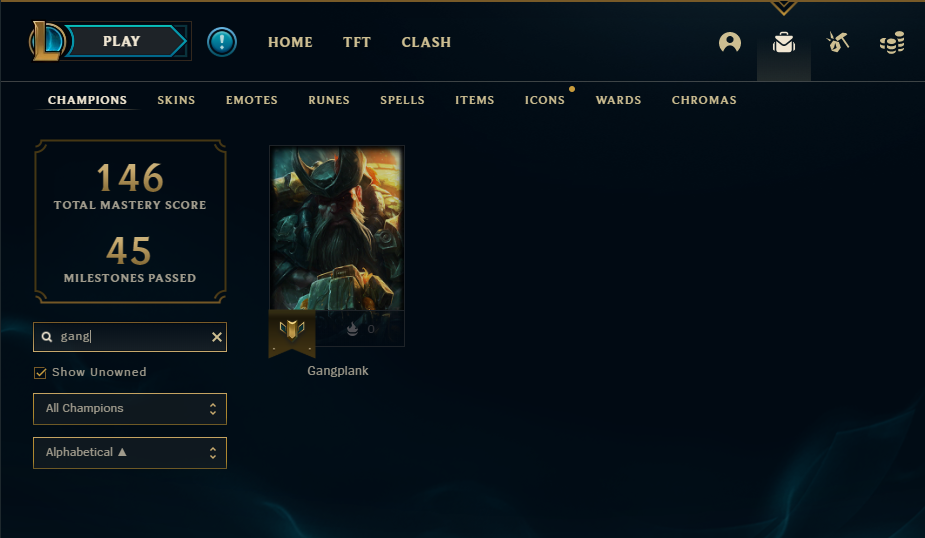 PLAY
HOME
TFT
CLASH
CHAMPIONS
SKINS
EMOTES
RUNES
SPELLS
ITEMS
ICONS
WARDS
CHROMAS
146
TOTAL MASTERY SCORE
45
MILESTONES PASSED
gang
Show Unowned
All Champions
Alphabetical ▲
0
Gangplank